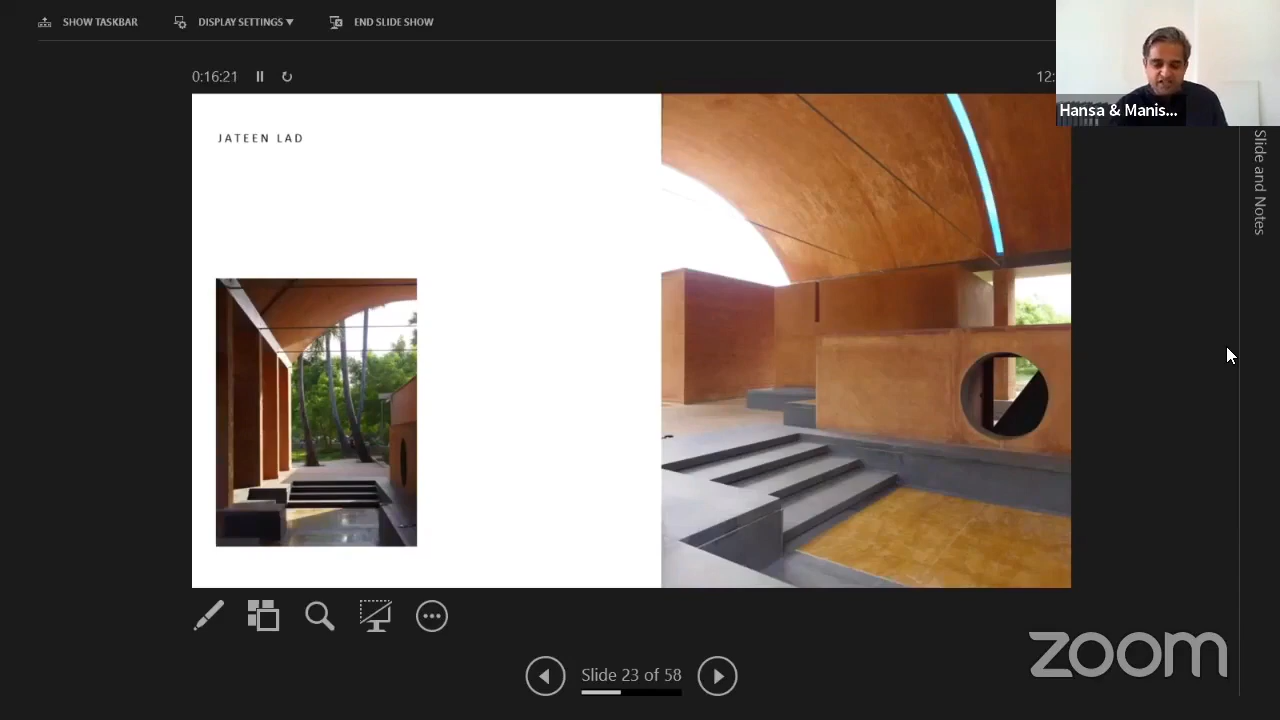 SHOW TASKBAR
DISPLAY SETTINGS ▼
END SLIDE SHOW
0:16:21
12:
Hansa & Manis...
JATEEN LAD
Slide and Notes
Slide 23 of 58
zoom